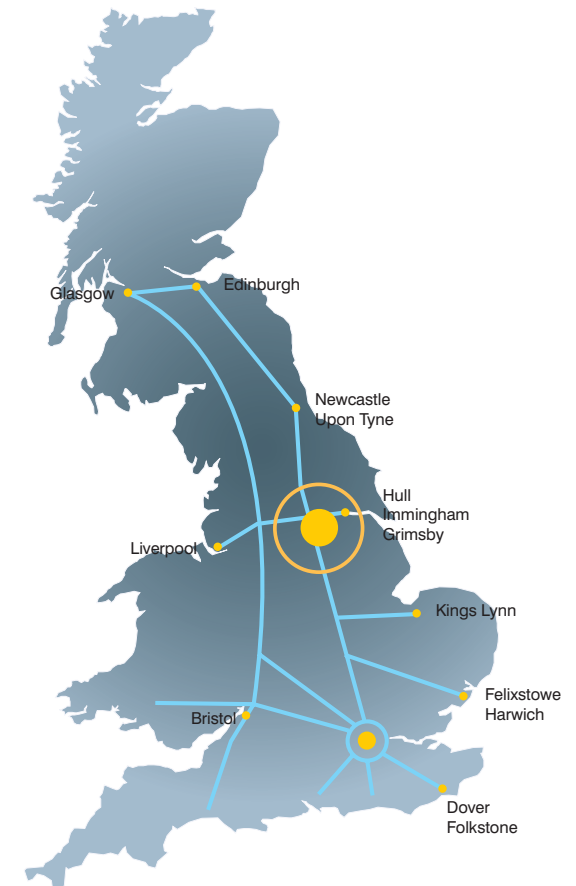 Glasgow
Edinburgh
Newcastle
Upon Tyne
Hull
Immingham
Grimsby
Liverpool
Kings Lynn
Felixstowe
Harwich
Bristol
Dover
Folkstone